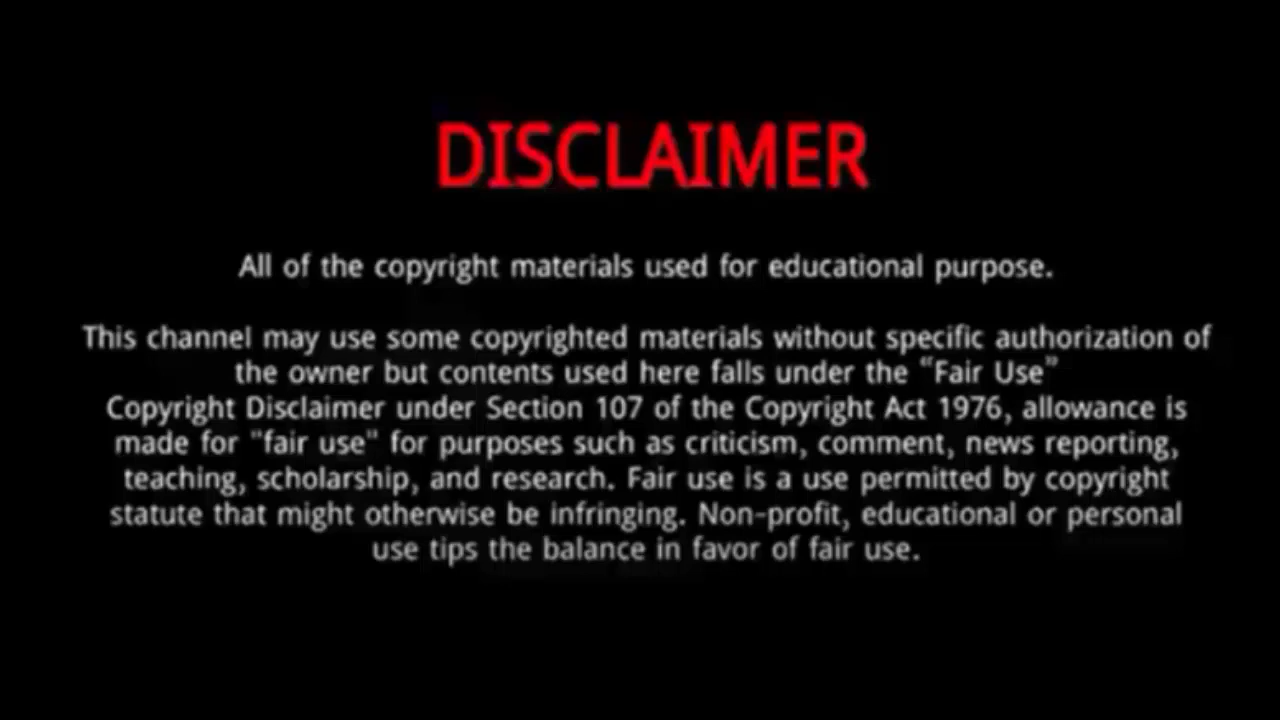 DISCLAIMER
All of the copyright materials used for educational purpose.
This channel may use some copyrighted materials without specific authorization of
the owner but contents used here falls under the “Fair Use”
Copyright Disclaimer under Section 107 of the Copyright Act 1976, allowance is
made for "fair use" for purposes such as criticism, comment, news reporting,
teaching, scholarship, and research. Fair use is a use permitted by copyright
statute that might otherwise be infringing. Non-profit, educational or personal
use tips the balance in favor of fair use.